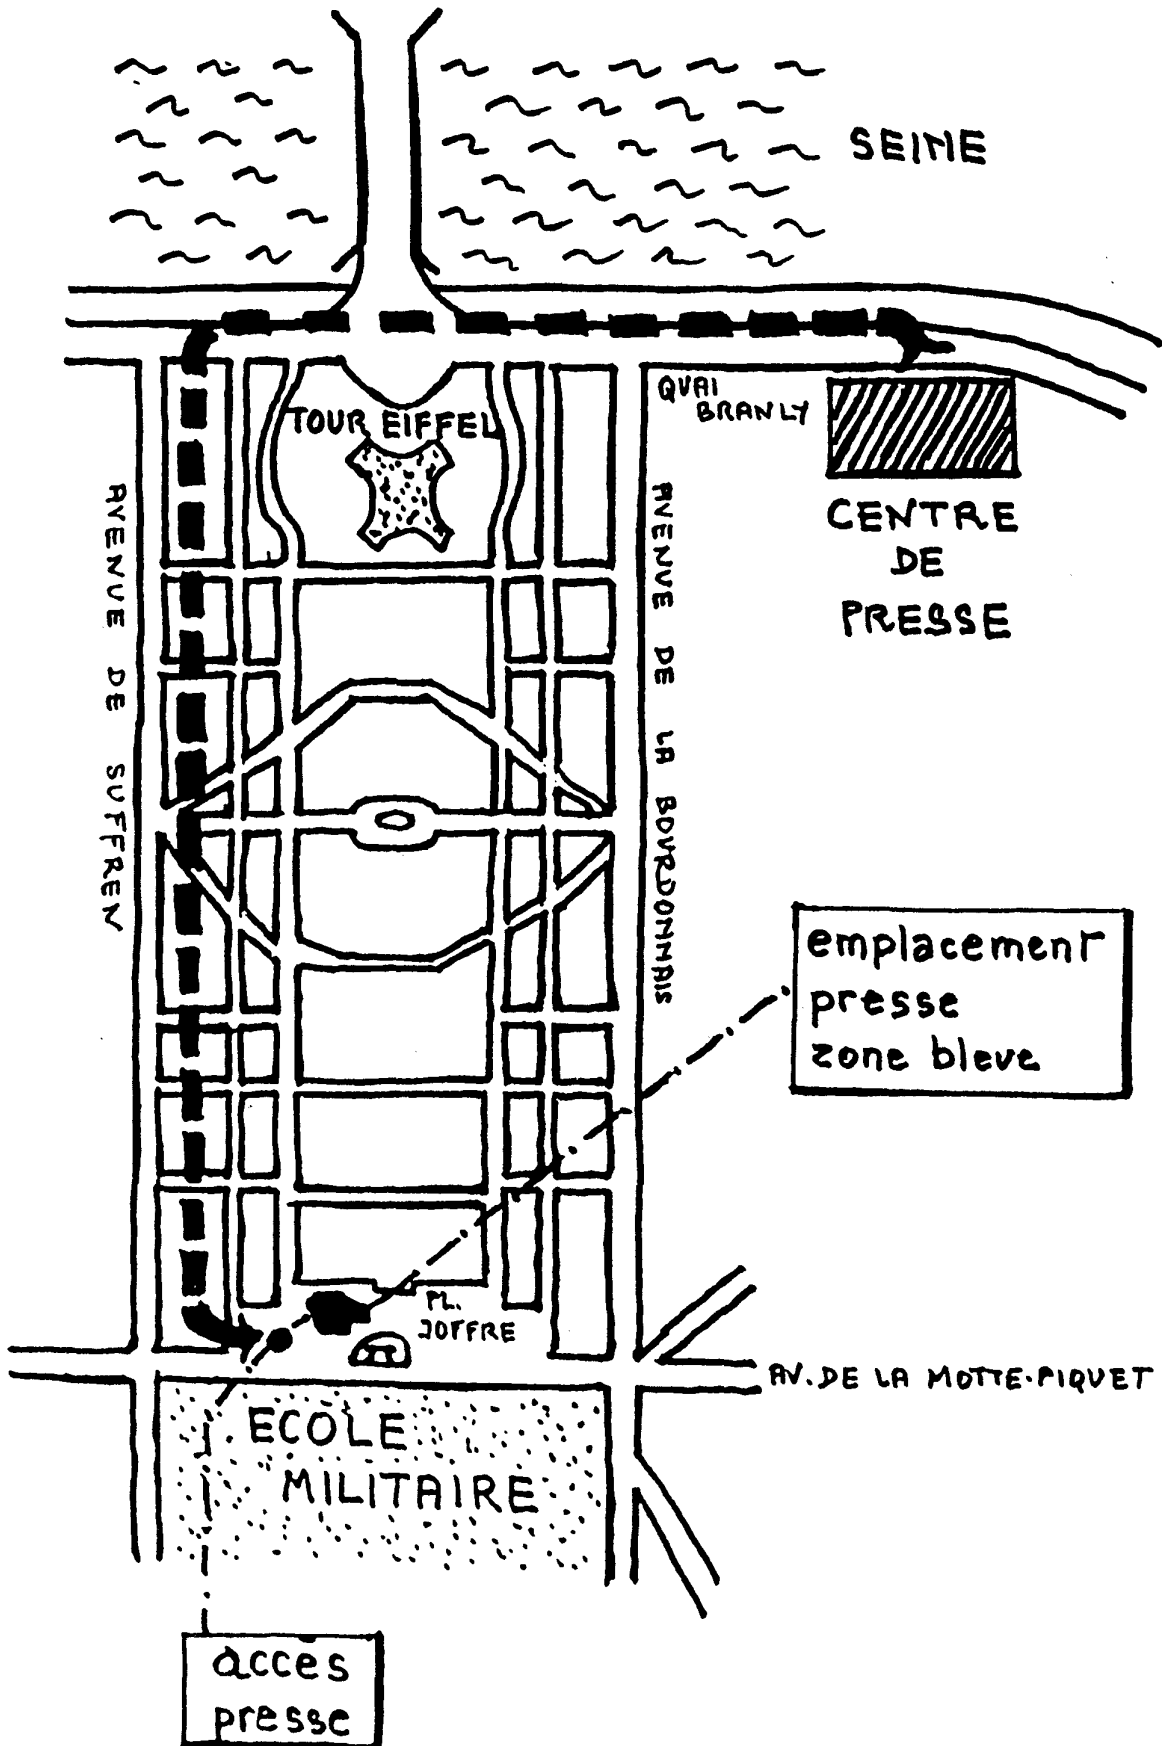 SEINE
TOUR EIFFEL
QUAI
BRANLY
CENTRE
DE
PRESSE
AVENUE DE SUFFREN
AVENUE DE LA BOURDONNAIS
emplacement
presse
zone bleue
PL.
JOFFRE
AV. DE LA MOTTE-PIQUET
ECOLE
MILITAIRE
acces
presse